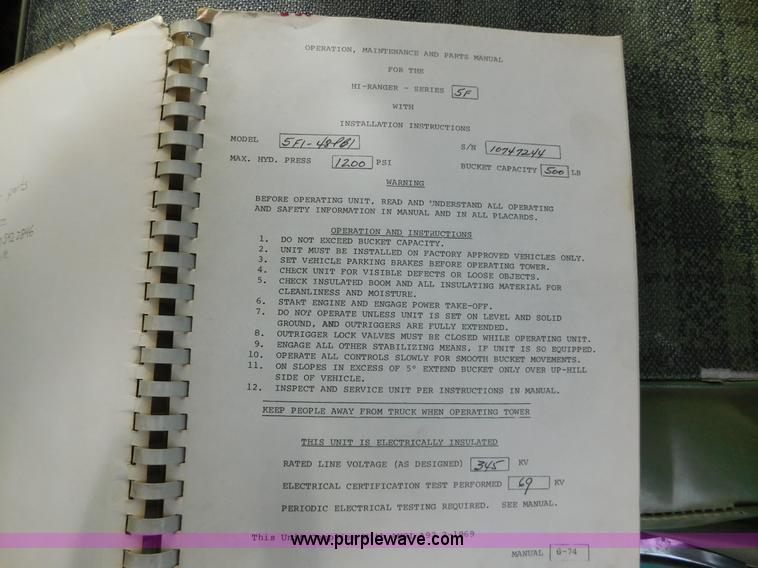 OPERATION, MAINTENANCE AND PARTS MANUAL
FOR THE
HI-RANGER - SERIES 5F
WITH
INSTALLATION INSTRUCTIONS
MODEL 5F1-48PBI S/N 10747244
MAX. HYD. PRESS 1200 PSI BUCKET CAPACITY 500 LB
WARNING
BEFORE OPERATING UNIT, READ AND UNDERSTAND ALL OPERATING
AND SAFETY INFORMATION IN MANUAL AND IN ALL PLACARDS.
OPERATION AND INSTRUCTIONS
1. DO NOT EXCEED BUCKET CAPACITY.
2. UNIT MUST BE INSTALLED ON FACTORY APPROVED VEHICLES ONLY.
3. SET VEHICLE PARKING BRAKES BEFORE OPERATING TOWER.
4. CHECK UNIT FOR VISIBLE DEFECTS OR LOOSE OBJECTS.
5. CHECK INSULATED BOOM AND ALL INSULATING MATERIAL FOR
CLEANLINESS AND MOISTURE.
6. START ENGINE AND ENGAGE POWER TAKE-OFF.
7. DO NOT OPERATE UNLESS UNIT IS SET ON LEVEL AND SOLID
GROUND, AND OUTRIGGERS ARE FULLY EXTENDED.
8. OUTRIGGER LOCK VALVES MUST BE CLOSED WHILE OPERATING UNIT.
9. ENGAGE ALL OTHER STABILIZING MEANS, IF UNIT IS SO EQUIPPED.
10. OPERATE ALL CONTROLS SLOWLY FOR SMOOTH BUCKET MOVEMENTS.
11. ON SLOPES IN EXCESS OF 5° EXTEND BUCKET ONLY OVER UP-HILL
SIDE OF VEHICLE.
12. INSPECT AND SERVICE UNIT PER INSTRUCTIONS IN MANUAL.
KEEP PEOPLE AWAY FROM TRUCK WHEN OPERATING TOWER
THIS UNIT IS ELECTRICALLY INSULATED
RATED LINE VOLTAGE (AS DESIGNED) 345 KV
ELECTRICAL CERTIFICATION TEST PERFORMED 69 KV
PERIODIC ELECTRICAL TESTING REQUIRED. SEE MANUAL.
This Unit 1969
www.purplewave.com
MANUAL 6-74
parts
392 2846